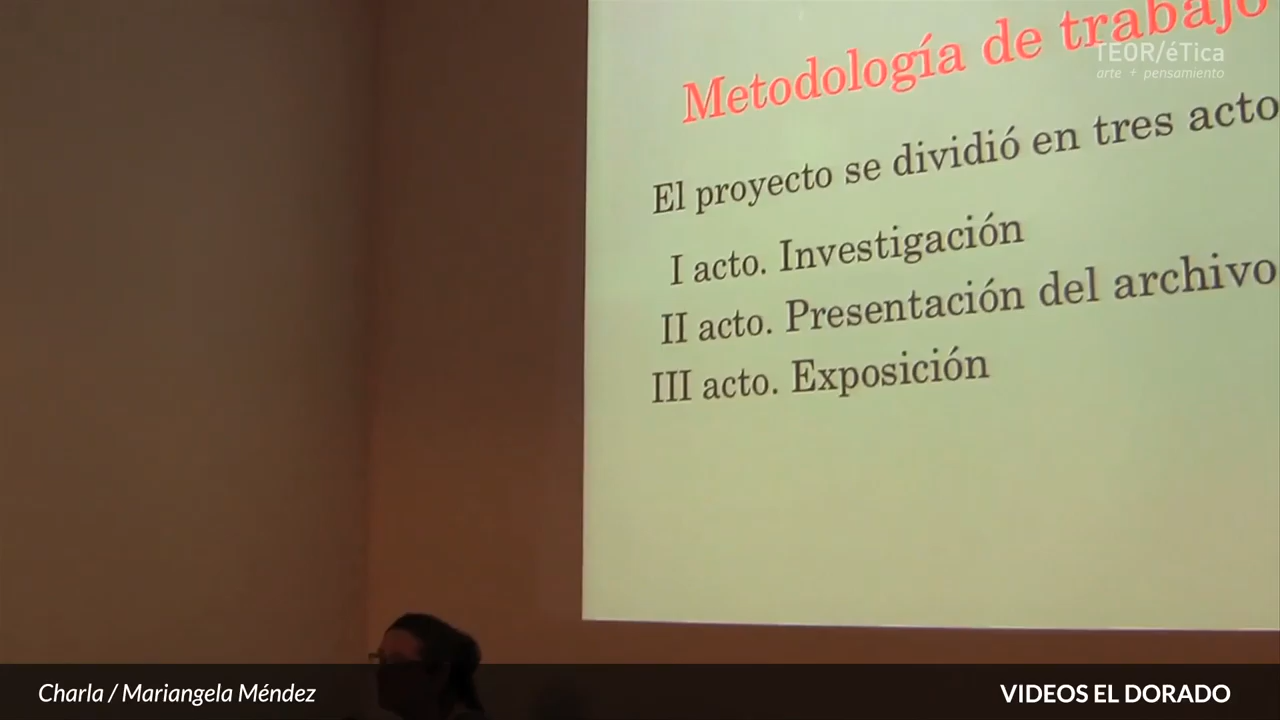 Metodología de trabajo
TEOR/éTica
arte + pensamiento
El proyecto se dividió en tres acto
I acto. Investigación
II acto. Presentación del archivo
III acto. Exposición
Charla / Mariangela Méndez
VIDEOS EL DORADO